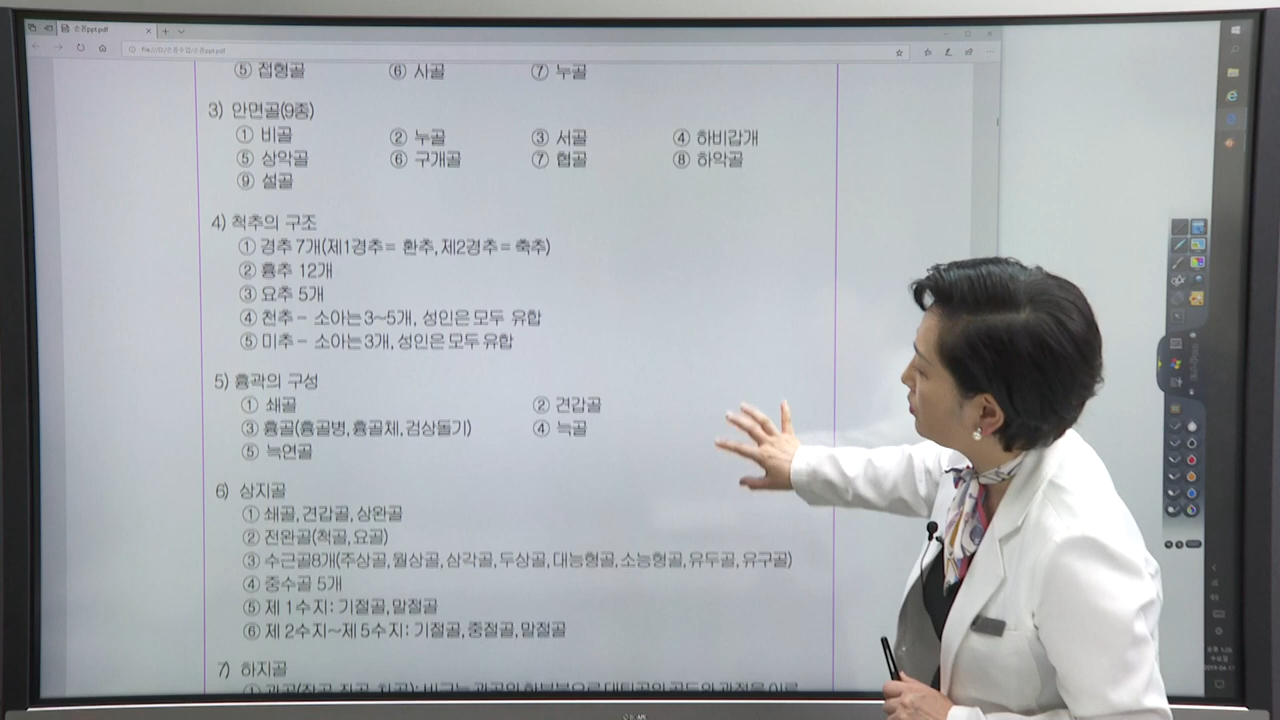 손꼼ppt.pdf
⑤ 접형골 ⑥ 사골 ⑦ 누골
3) 안면골(9종)
① 비골 ② 누골 ③ 서골 ④ 하비갑개
⑤ 상악골 ⑥ 구개골 ⑦ 협골 ⑧ 하악골
⑨ 설골
4) 척추의 구조
① 경추 7개(제1경추= 환추, 제2경추= 축추)
② 흉추 12개
③ 요추 5개
④ 천추 - 소아는 3~5개, 성인은 모두 유합
⑤ 미추 - 소아는 3개, 성인은 모두 유합
5) 흉곽의 구성
① 쇄골 ② 견갑골
③ 흉골(흉골병, 흉골체, 검상돌기) ④ 늑골
⑤ 늑연골
6) 상지골
① 쇄골, 견갑골, 상완골
② 전완골(척골, 요골)
③ 수근골8개(주상골, 월상골, 삼각골, 두상골, 대능형골, 소능형골, 유두골, 유구골)
④ 중수골 5개
⑤ 제 1수지: 기절골, 말절골
⑥ 제 2수지~제 5수지: 기절골, 중절골, 말절골
7) 하지골